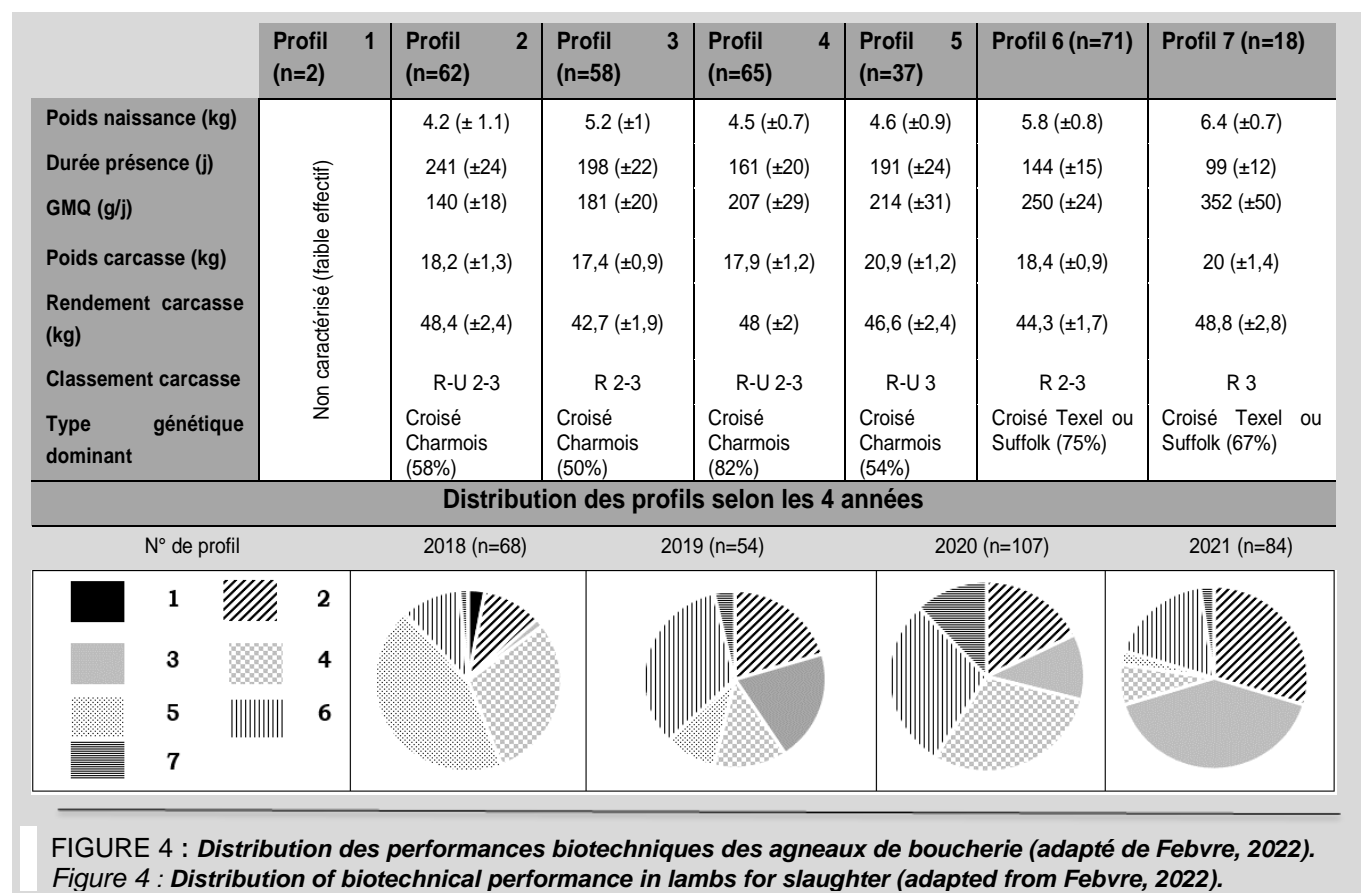 Profil 1 (n=2) Profil 2 (n=62) Profil 3 (n=58) Profil 4 (n=65) Profil 5 (n=37) Profil 6 (n=71) Profil 7 (n=18)
Poids naissance (kg) 4.2 (± 1.1) 5.2 (±1) 4.5 (±0.7) 4.6 (±0.9) 5.8 (±0.8) 6.4 (±0.7)
Durée présence (j) 241 (±24) 198 (±22) 161 (±20) 191 (±24) 144 (±15) 99 (±12)
GMQ (g/j) 140 (±18) 181 (±20) 207 (±29) 214 (±31) 250 (±24) 352 (±50)
Non caractérisé (faible effectif)
Poids carcasse (kg) 18,2 (±1,3) 17,4 (±0,9) 17,9 (±1,2) 20,9 (±1,2) 18,4 (±0,9) 20 (±1,4)
Rendement carcasse (kg) 48,4 (±2,4) 42,7 (±1,9) 48 (±2) 46,6 (±2,4) 44,3 (±1,7) 48,8 (±2,8)
Classement carcasse R-U 2-3 R 2-3 R-U 2-3 R-U 3 R 2-3 R 3
Type génétique dominant Croisé Charmois (58%) Croisé Charmois (50%) Croisé Charmois (82%) Croisé Charmois (54%) Croisé Texel ou Suffolk (75%) Croisé Texel ou Suffolk (67%)
Distribution des profils selon les 4 années
N° de profil 2018 (n=68) 2019 (n=54) 2020 (n=107) 2021 (n=84)
1 2
3 4
5 6
7
FIGURE 4 : Distribution des performances biotechniques des agneaux de boucherie (adapté de Febvre, 2022).
Figure 4 : Distribution of biotechnical performance in lambs for slaughter (adapted from Febvre, 2022).